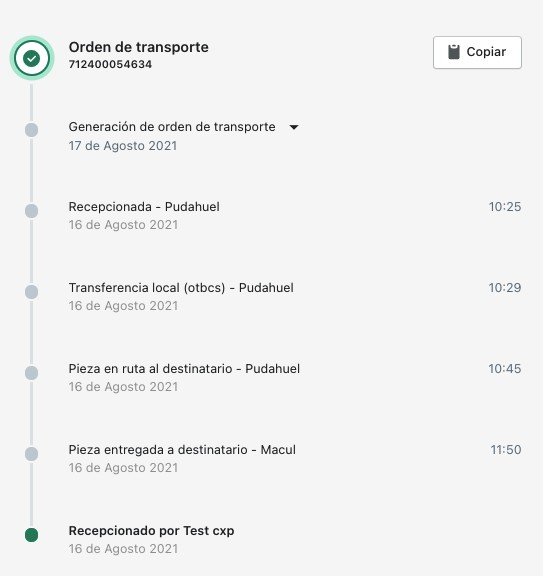 Orden de transporte
712400054634
Copiar
Generación de orden de transporte
17 de Agosto 2021
Recepcionada - Pudahuel 10:25
16 de Agosto 2021
Transferencia local (otbcs) - Pudahuel 10:29
16 de Agosto 2021
Pieza en ruta al destinatario - Pudahuel 10:45
16 de Agosto 2021
Pieza entregada a destinatario - Macul 11:50
16 de Agosto 2021
Recepcionado por Test cxp
16 de Agosto 2021